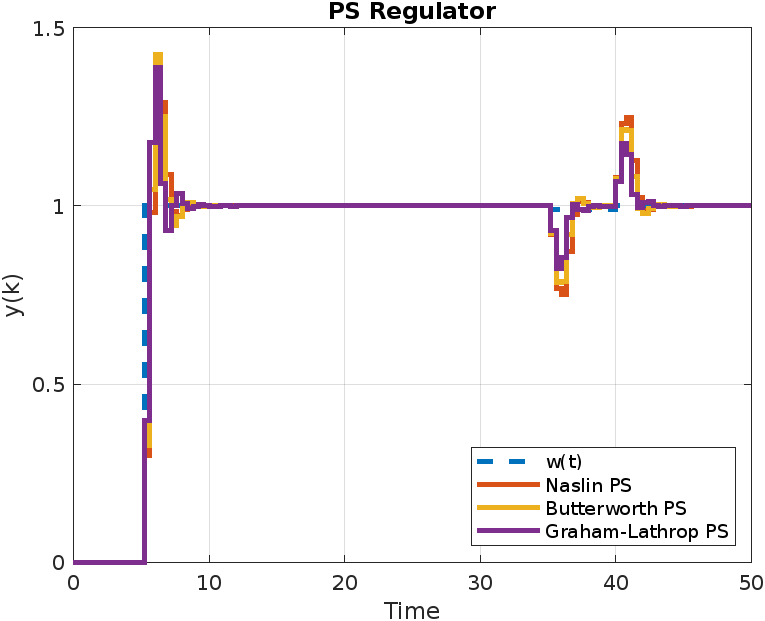 PS Regulator
1.5
1
0.5
0
y(k)
0
10
20
30
40
50
Time
w(t)
Naslin PS
Butterworth PS
Graham-Lathrop PS